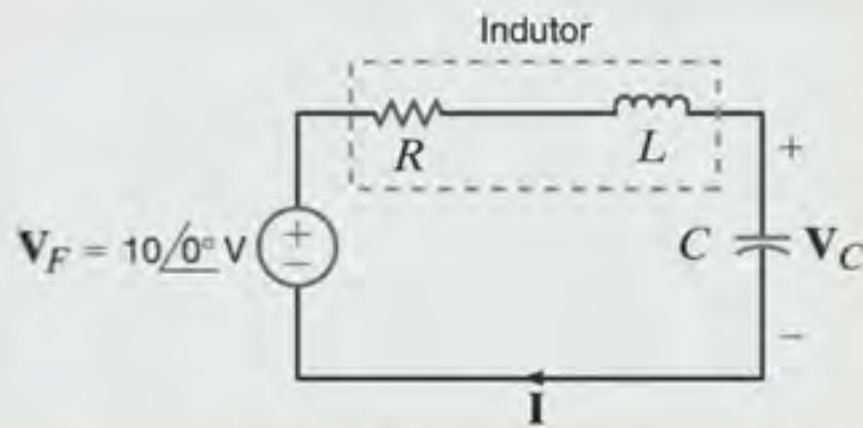 Indutor
R
L
+
V_F = 10/0° V
+
−
C
V_C
−
I